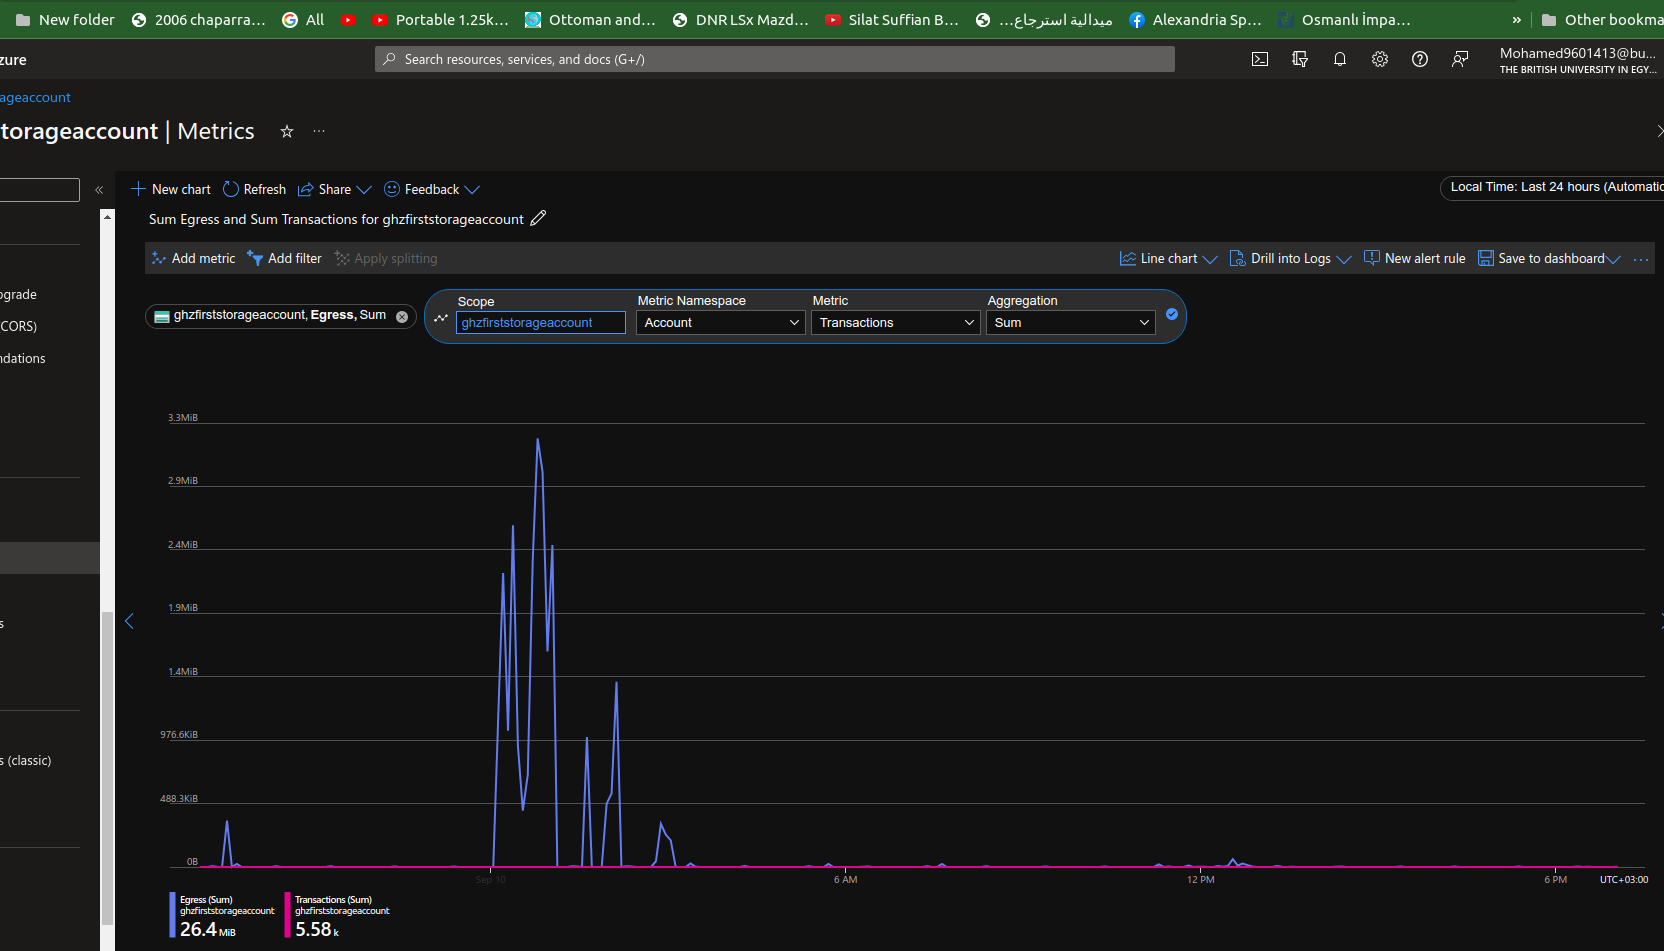 New folder 2006 chaparra... All Portable 1.25k... Ottoman and... DNR LSx Mazd... Silat Suffian B... ميدالية استرجاع... Alexandria Sp... Osmanlı İmpa... » Other bookma
zure
Search resources, services, and docs (G+/)
Mohamed9601413@bu...
THE BRITISH UNIVERSITY IN EGY...
ageaccount
torageaccount | Metrics
«
New chart Refresh Share Feedback
Local Time: Last 24 hours (Automatic
Sum Egress and Sum Transactions for ghzfirststorageaccount
Add metric Add filter Apply splitting
Line chart Drill into Logs New alert rule Save to dashboard ...
pgrade
CORS)
ndations
s
s (classic)
ghzfirststorageaccount, Egress, Sum
Scope Metric Namespace Metric Aggregation
ghzfirststorageaccount Account Transactions Sum
3.3MiB
2.9MiB
2.4MiB
1.9MiB
1.4MiB
976.6KiB
488.3KiB
0B
Sep 10 6 AM 12 PM 6 PM UTC+03:00
Egress (Sum)
ghzfirststorageaccount
26.4 MiB
Transactions (Sum)
ghzfirststorageaccount
5.58 k